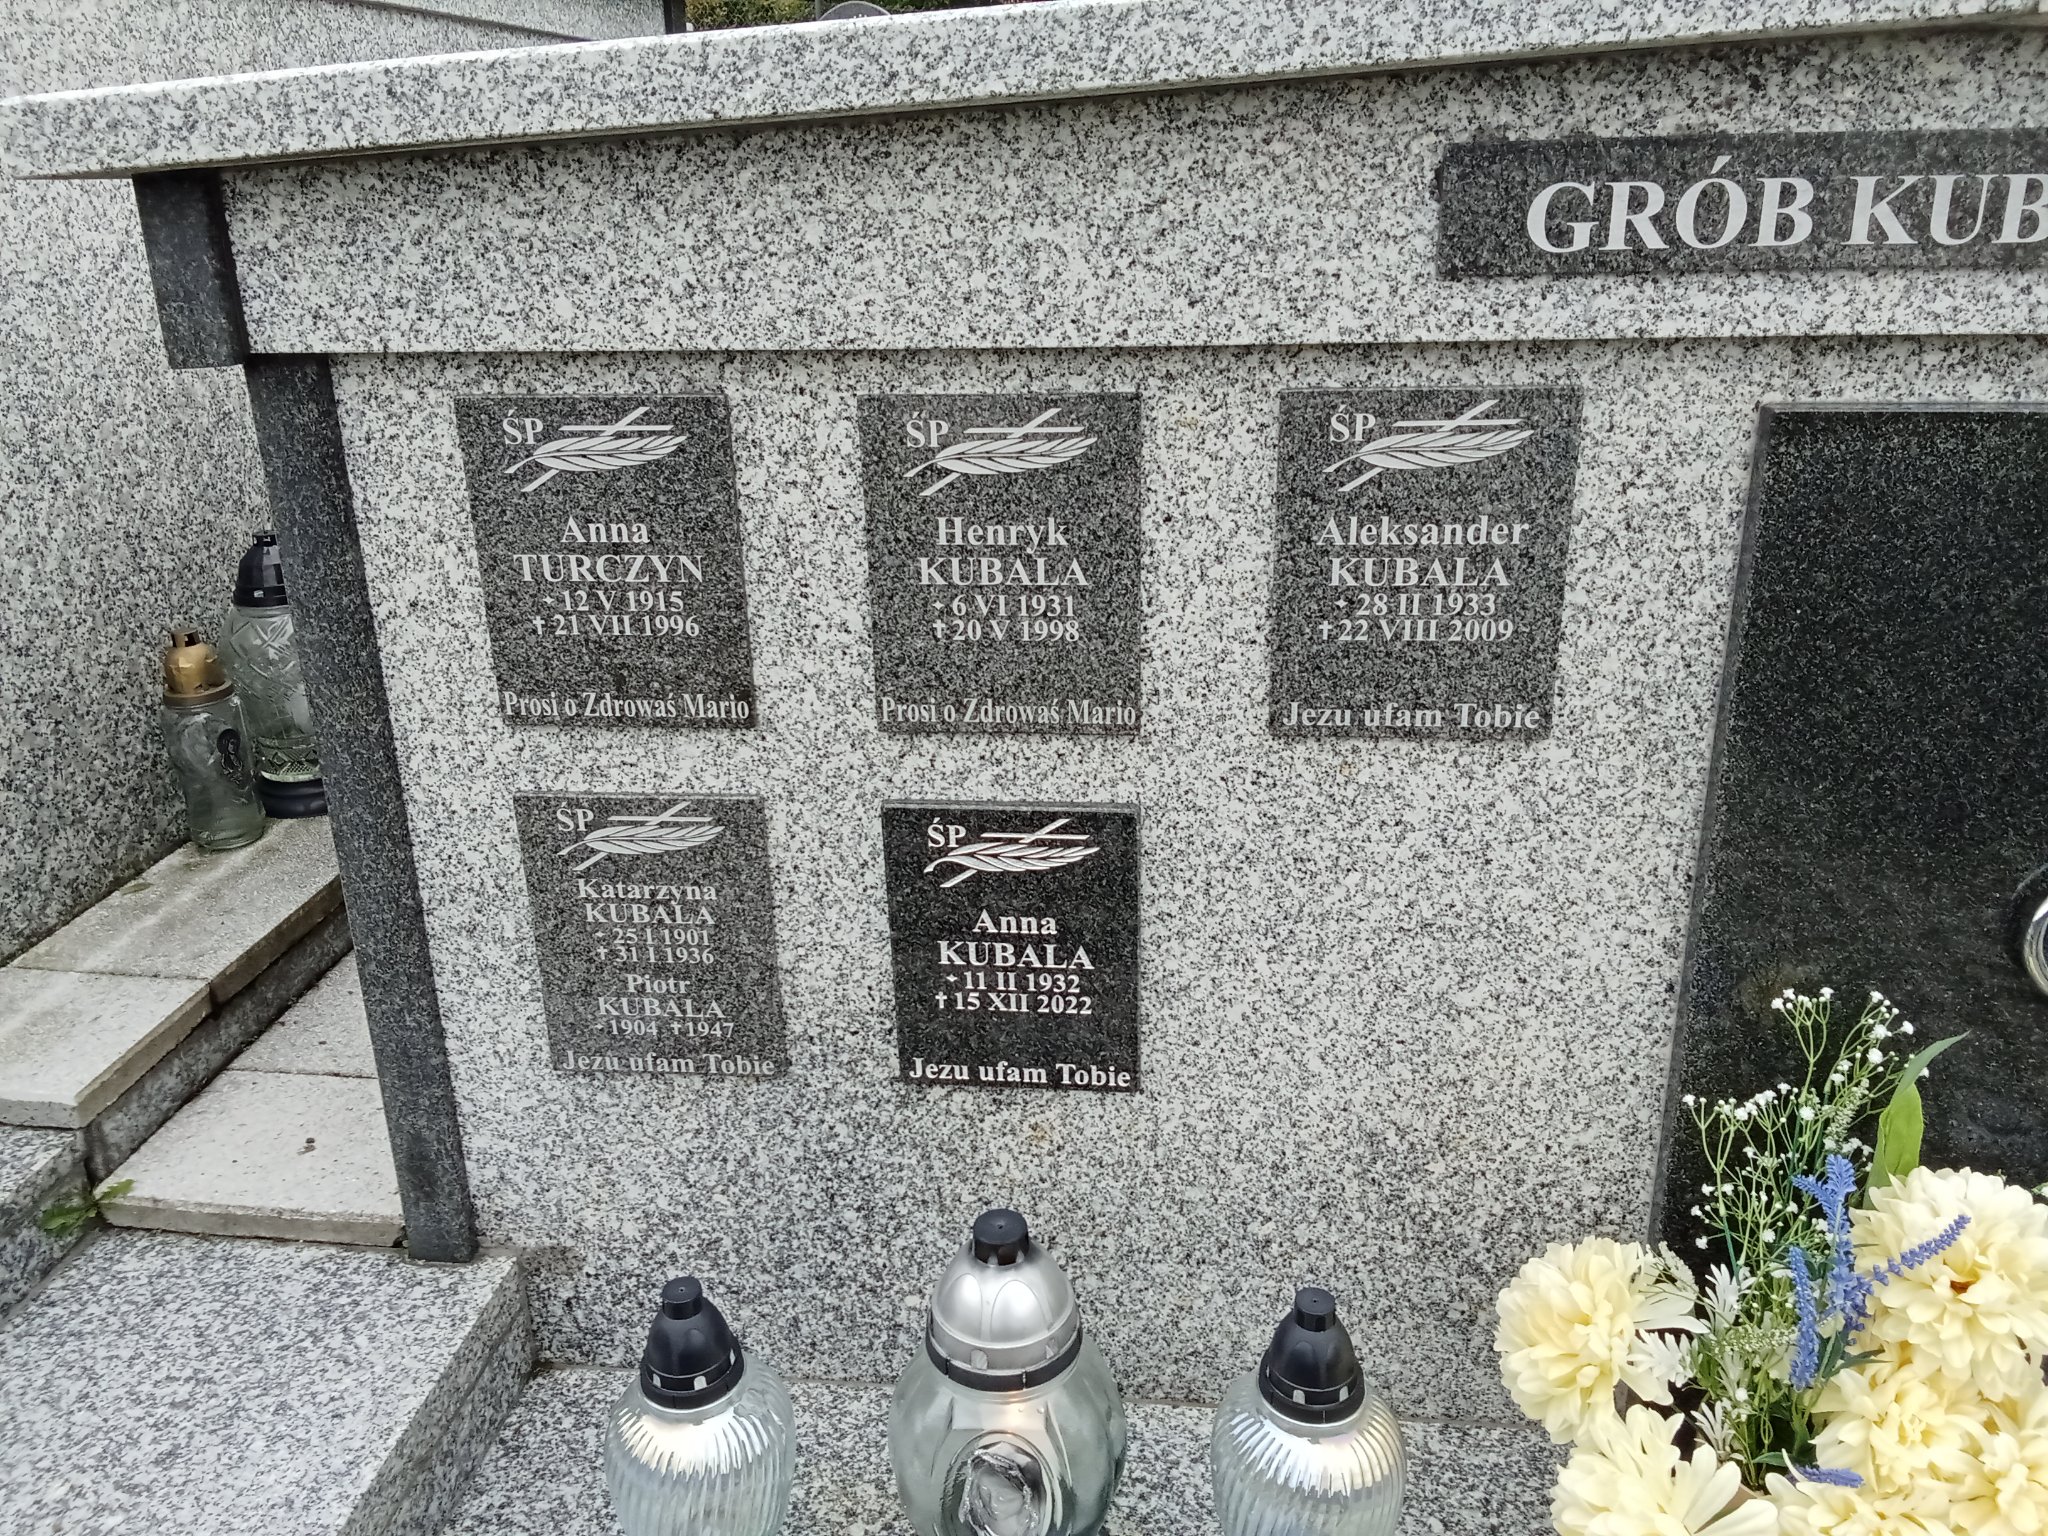 GRÓB KUB
ŚP
Anna
TURCZYN
12 V 1915
✝ 21 VII 1996
Prosi o Zdrowaś Mario
ŚP
Henryk
KUBALA
6 VI 1931
✝ 20 V 1998
Prosi o Zdrowaś Mario
ŚP
Aleksander
KUBALA
28 II 1933
✝ 22 VIII 2009
Jezu ufam Tobie
ŚP
Katarzyna
KUBALA
25 I 1901
✝ 31 I 1936
Piotr
KUBALA
1904 ✝ 1947
Jezu ufam Tobie
ŚP
Anna
KUBALA
11 II 1932
✝ 15 XII 2022
Jezu ufam Tobie